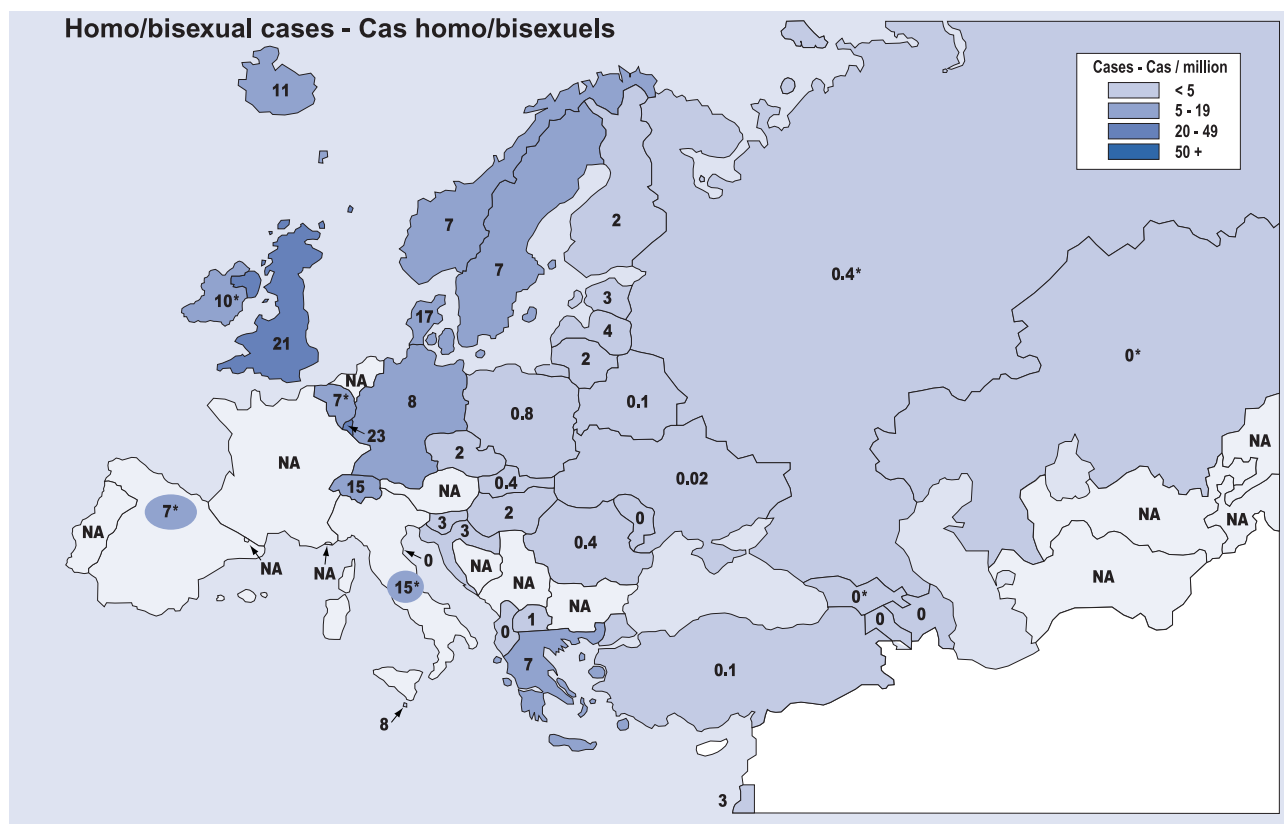 Homo/bisexual cases - Cas homo/bisexuels
Cases - Cas / million
< 5
5 - 19
20 - 49
50 +
11
7
7
2
0.4*
0*
10*
21
17
3
4
2
NA
7*
8
23
0.8
0.1
NA
2
0.4
0.02
NA
15
NA
7*
NA
NA
NA
0
15*
3
3
2
0
0.4
NA
NA
NA
0
1
7
8
0.1
0*
0
0
NA
NA
NA
NA
3